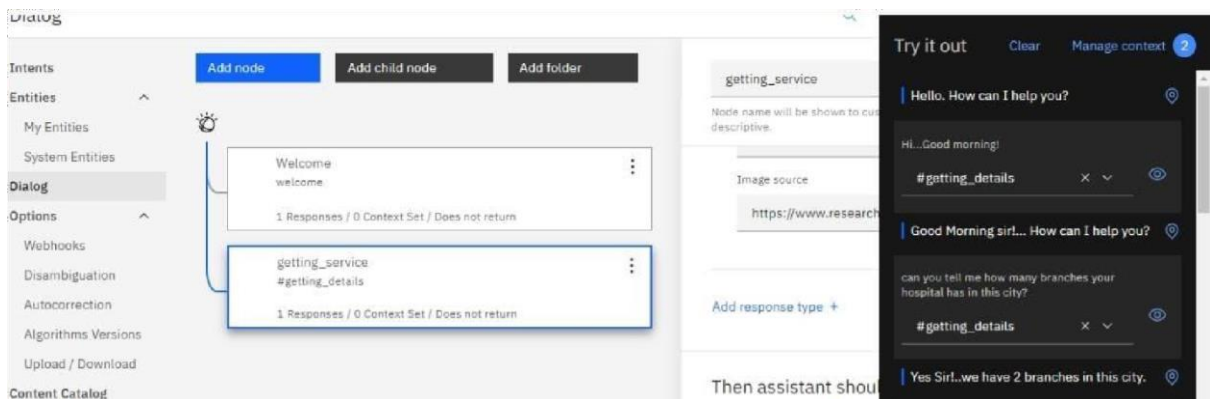 Dialog
Intents
Entities
My Entities
System Entities
Dialog
Options
Webhooks
Disambiguation
Autocorrection
Algorithms Versions
Upload / Download
Content Catalog
Add node
Add child node
Add folder
Welcome
welcome
1 Responses / 0 Context Set / Does not return
getting_service
#getting_details
1 Responses / 0 Context Set / Does not return
getting_service
Node name will be shown to cus
descriptive.
Image source
https://www.research
Add response type +
Then assistant shoul
Try it out
Clear
Manage context 2
Hello. How can I help you?
Hi...Good morning!
#getting_details
Good Morning sir!... How can I help you?
can you tell me how many branches your
hospital has in this city?
#getting_details
Yes Sir!..we have 2 branches in this city.